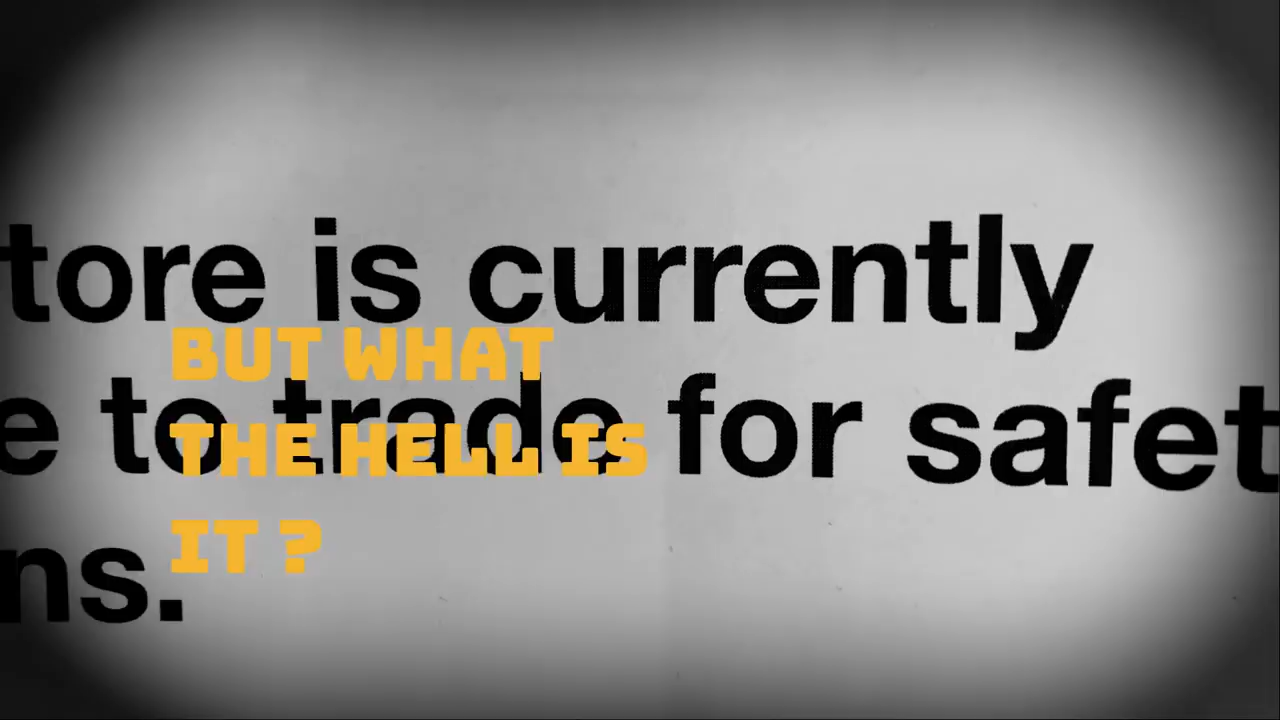 tore is currently
BUT WHAT
e to trade for safet
THE HELL IS
IT ?
ns.